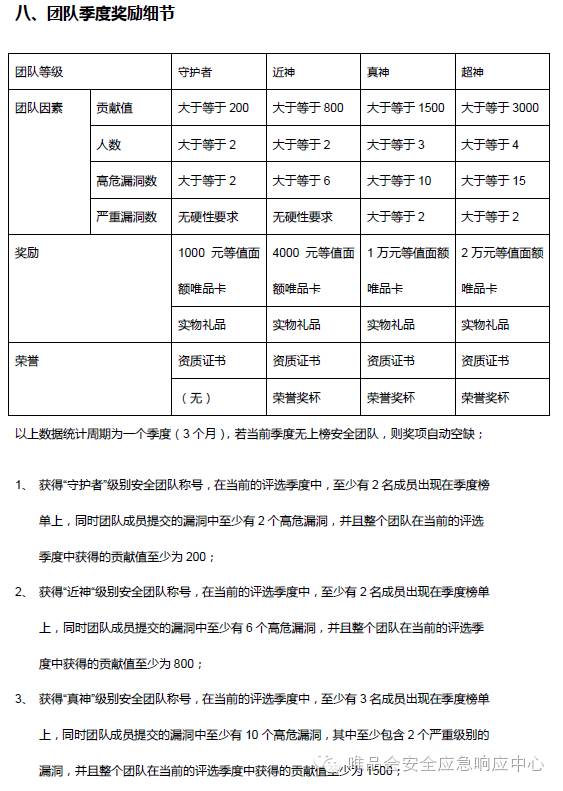 八、团队季度奖励细节
团队等级 守护者 近神 真神 超神
团队因素 贡献值 大于等于 200 大于等于 800 大于等于 1500 大于等于 3000
人数 大于等于 2 大于等于 2 大于等于 3 大于等于 4
高危漏洞数 大于等于 2 大于等于 6 大于等于 10 大于等于 15
严重漏洞数 无硬性要求 无硬性要求 大于等于 2 大于等于 2
奖励 1000 元等值面 4000 元等值面 1 万元等值面额 2 万元等值面额
额唯品卡 额唯品卡 唯品卡 唯品卡
实物礼品 实物礼品 实物礼品 实物礼品
荣誉 资质证书 资质证书 资质证书 资质证书
（无） 荣誉奖杯 荣誉奖杯 荣誉奖杯
以上数据统计周期为一个季度（3 个月），若当前季度无上榜安全团队，则奖项自动空缺；
1、 获得“守护者”级别安全团队称号，在当前的评选季度中，至少有 2 名成员出现在季度榜
单上，同时团队成员提交的漏洞中至少有 2 个高危漏洞，并且整个团队在当前的评选
季度中获得的贡献值至少为 200；
2、 获得“近神“级别安全团队称号，在当前的评选季度中，至少有 2 名成员出现在季度榜单
上，同时团队成员提交的漏洞中至少有 6 个高危漏洞，并且整个团队在当前的评选季
度中获得的贡献值至少为 800；
3、 获得“真神”级别安全团队称号，在当前的评选季度中，至少有 3 名成员出现在季度榜单
上，同时团队成员提交的漏洞中至少有 10 个高危漏洞，其中至少包含 2 个严重级别的
漏洞，并且整个团队在当前的评选季度中获得的贡献值至少为 1500；
唯品会安全应急响应中心